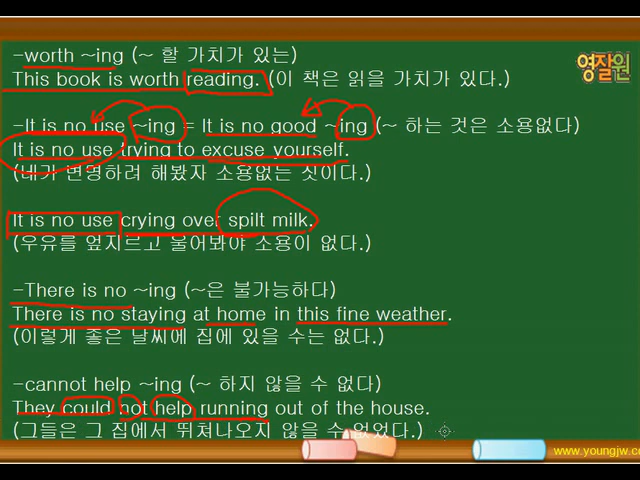 -worth ~ing (~ 할 가치가 있는)
영잘원
This book is worth reading. (이 책은 읽을 가치가 있다.)
-It is no use ~ing = It is no good ~ing (~ 하는 것은 소용없다)
It is no use trying to excuse yourself.
(내가 변명하려 해봤자 소용없는 짓이다.)
It is no use crying over spilt milk.
(우유를 엎지르고 울어봐야 소용이 없다.)
-There is no ~ing (~은 불가능하다)
There is no staying at home in this fine weather.
(이렇게 좋은 날씨에 집에 있을 수는 없다.)
-cannot help ~ing (~ 하지 않을 수 없다)
They could not help running out of the house.
(그들은 그 집에서 뛰쳐나오지 않을 수 없었다.)
www.youngjw.co